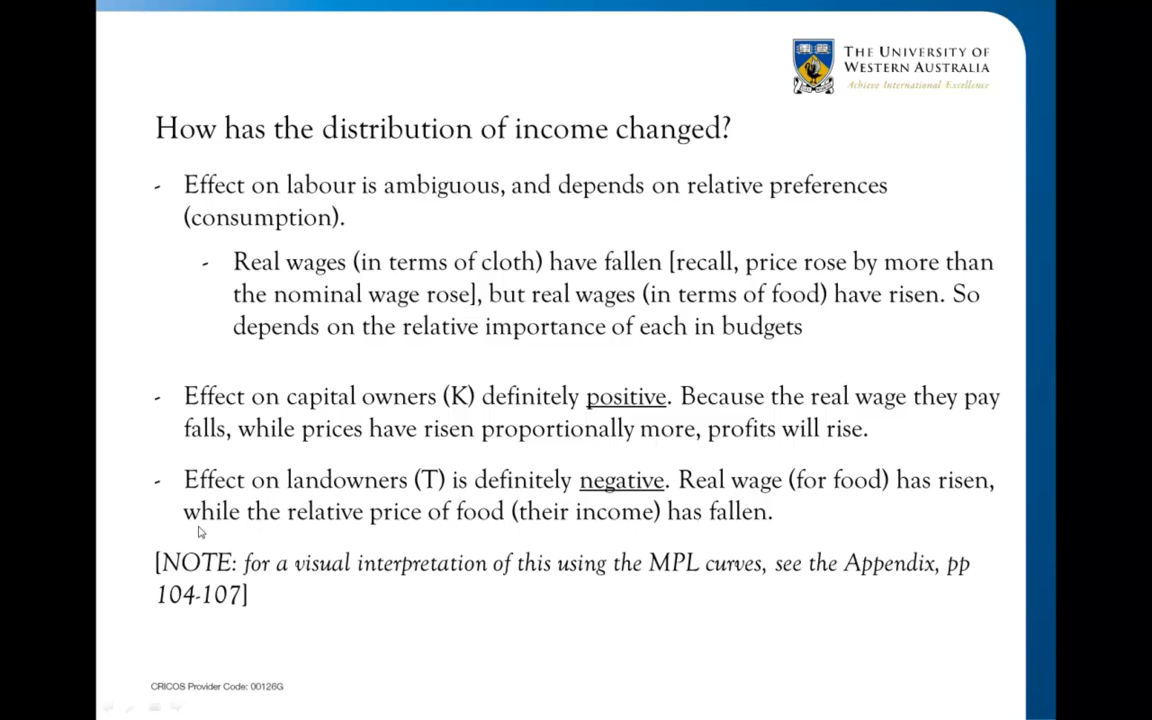 THE UNIVERSITY OF
WESTERN AUSTRALIA
Achieve International Excellence
How has the distribution of income changed?
- Effect on labour is ambiguous, and depends on relative preferences
(consumption).
- Real wages (in terms of cloth) have fallen [recall, price rose by more than
the nominal wage rose], but real wages (in terms of food) have risen. So
depends on the relative importance of each in budgets
- Effect on capital owners (K) definitely positive. Because the real wage they pay
falls, while prices have risen proportionally more, profits will rise.
- Effect on landowners (T) is definitely negative. Real wage (for food) has risen,
while the relative price of food (their income) has fallen.
[NOTE: for a visual interpretation of this using the MPL curves, see the Appendix, pp
104-107]
CRICOS Provider Code: 00126G